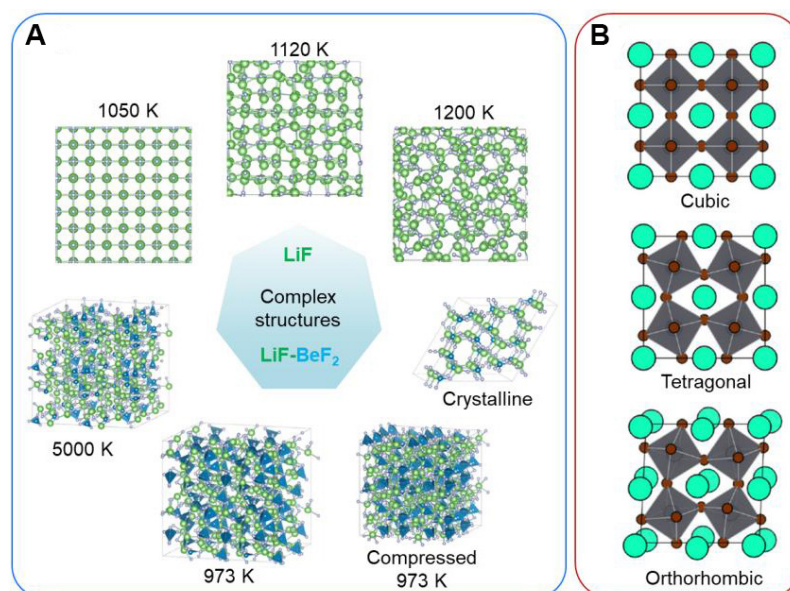 A
1050 K
1120 K
1200 K
LiF
Complex
structures
LiF-BeF₂
Crystalline
5000 K
973 K
Compressed
973 K
B
Cubic
Tetragonal
Orthorhombic